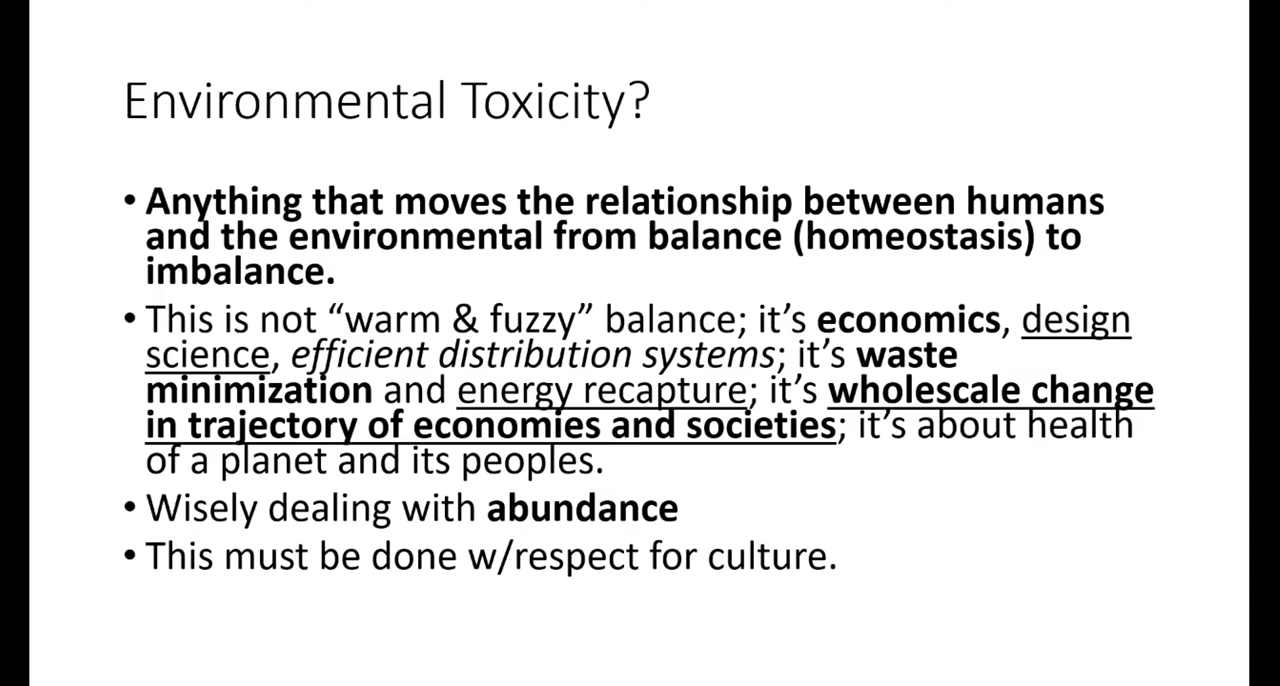 Environmental Toxicity?
• Anything that moves the relationship between humans
and the environmental from balance (homeostasis) to
imbalance.
• This is not “warm & fuzzy” balance; it’s economics, design
science, efficient distribution systems; it’s waste
minimization and energy recapture; it’s wholescale change
in trajectory of economies and societies; it’s about health
of a planet and its peoples.
• Wisely dealing with abundance
• This must be done w/respect for culture.